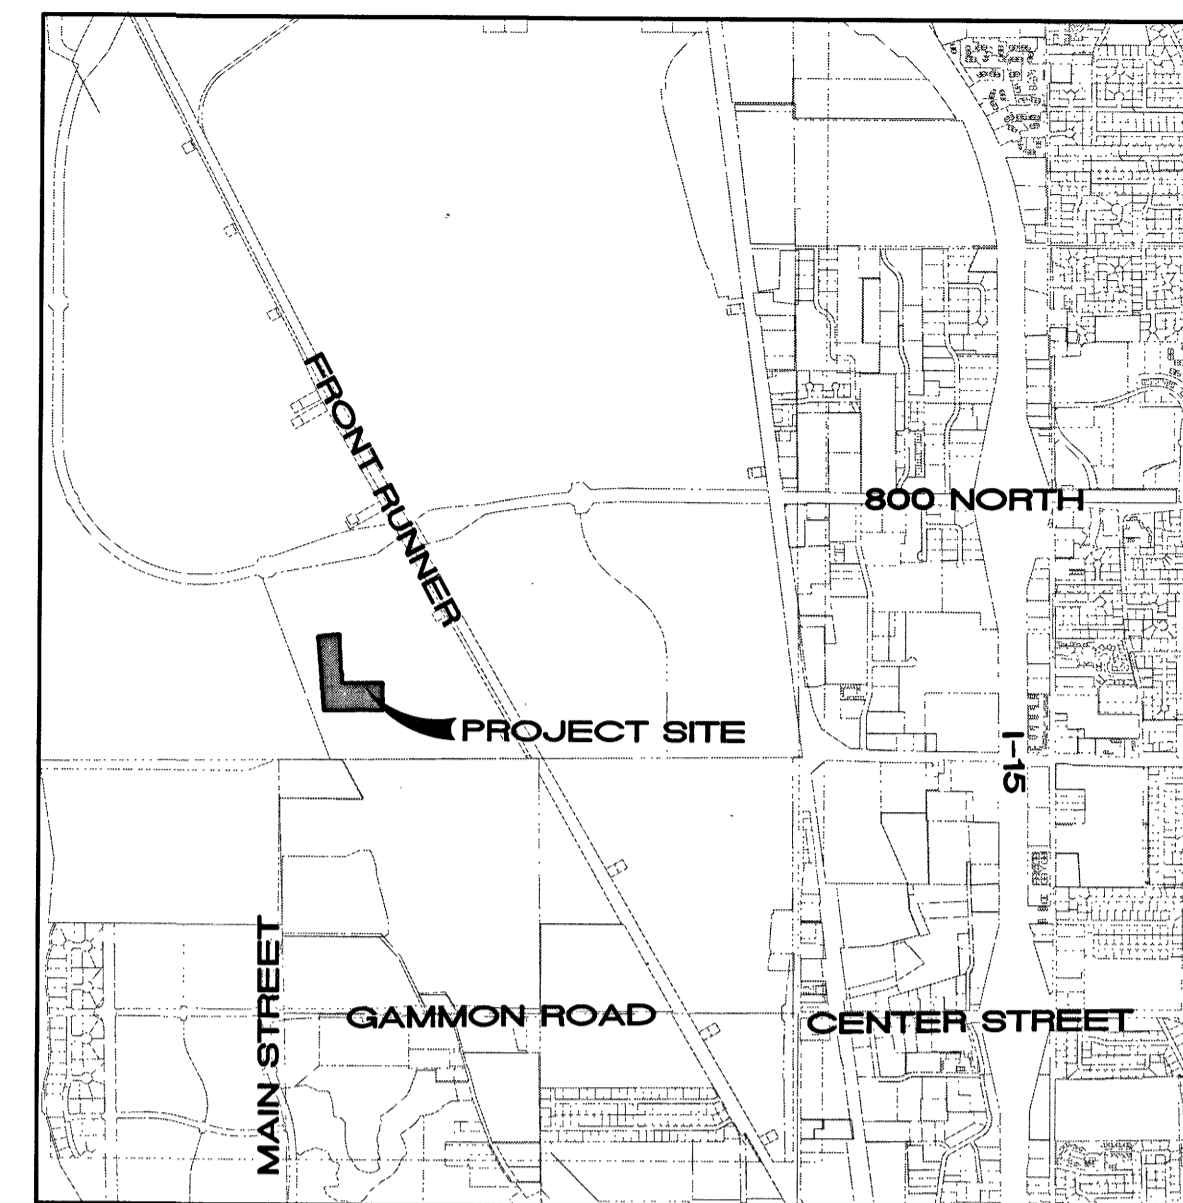 FRONT RUNNER
800 NORTH
PROJECT SITE
I-15
MAIN STREET
GAMMON ROAD
CENTER STREET